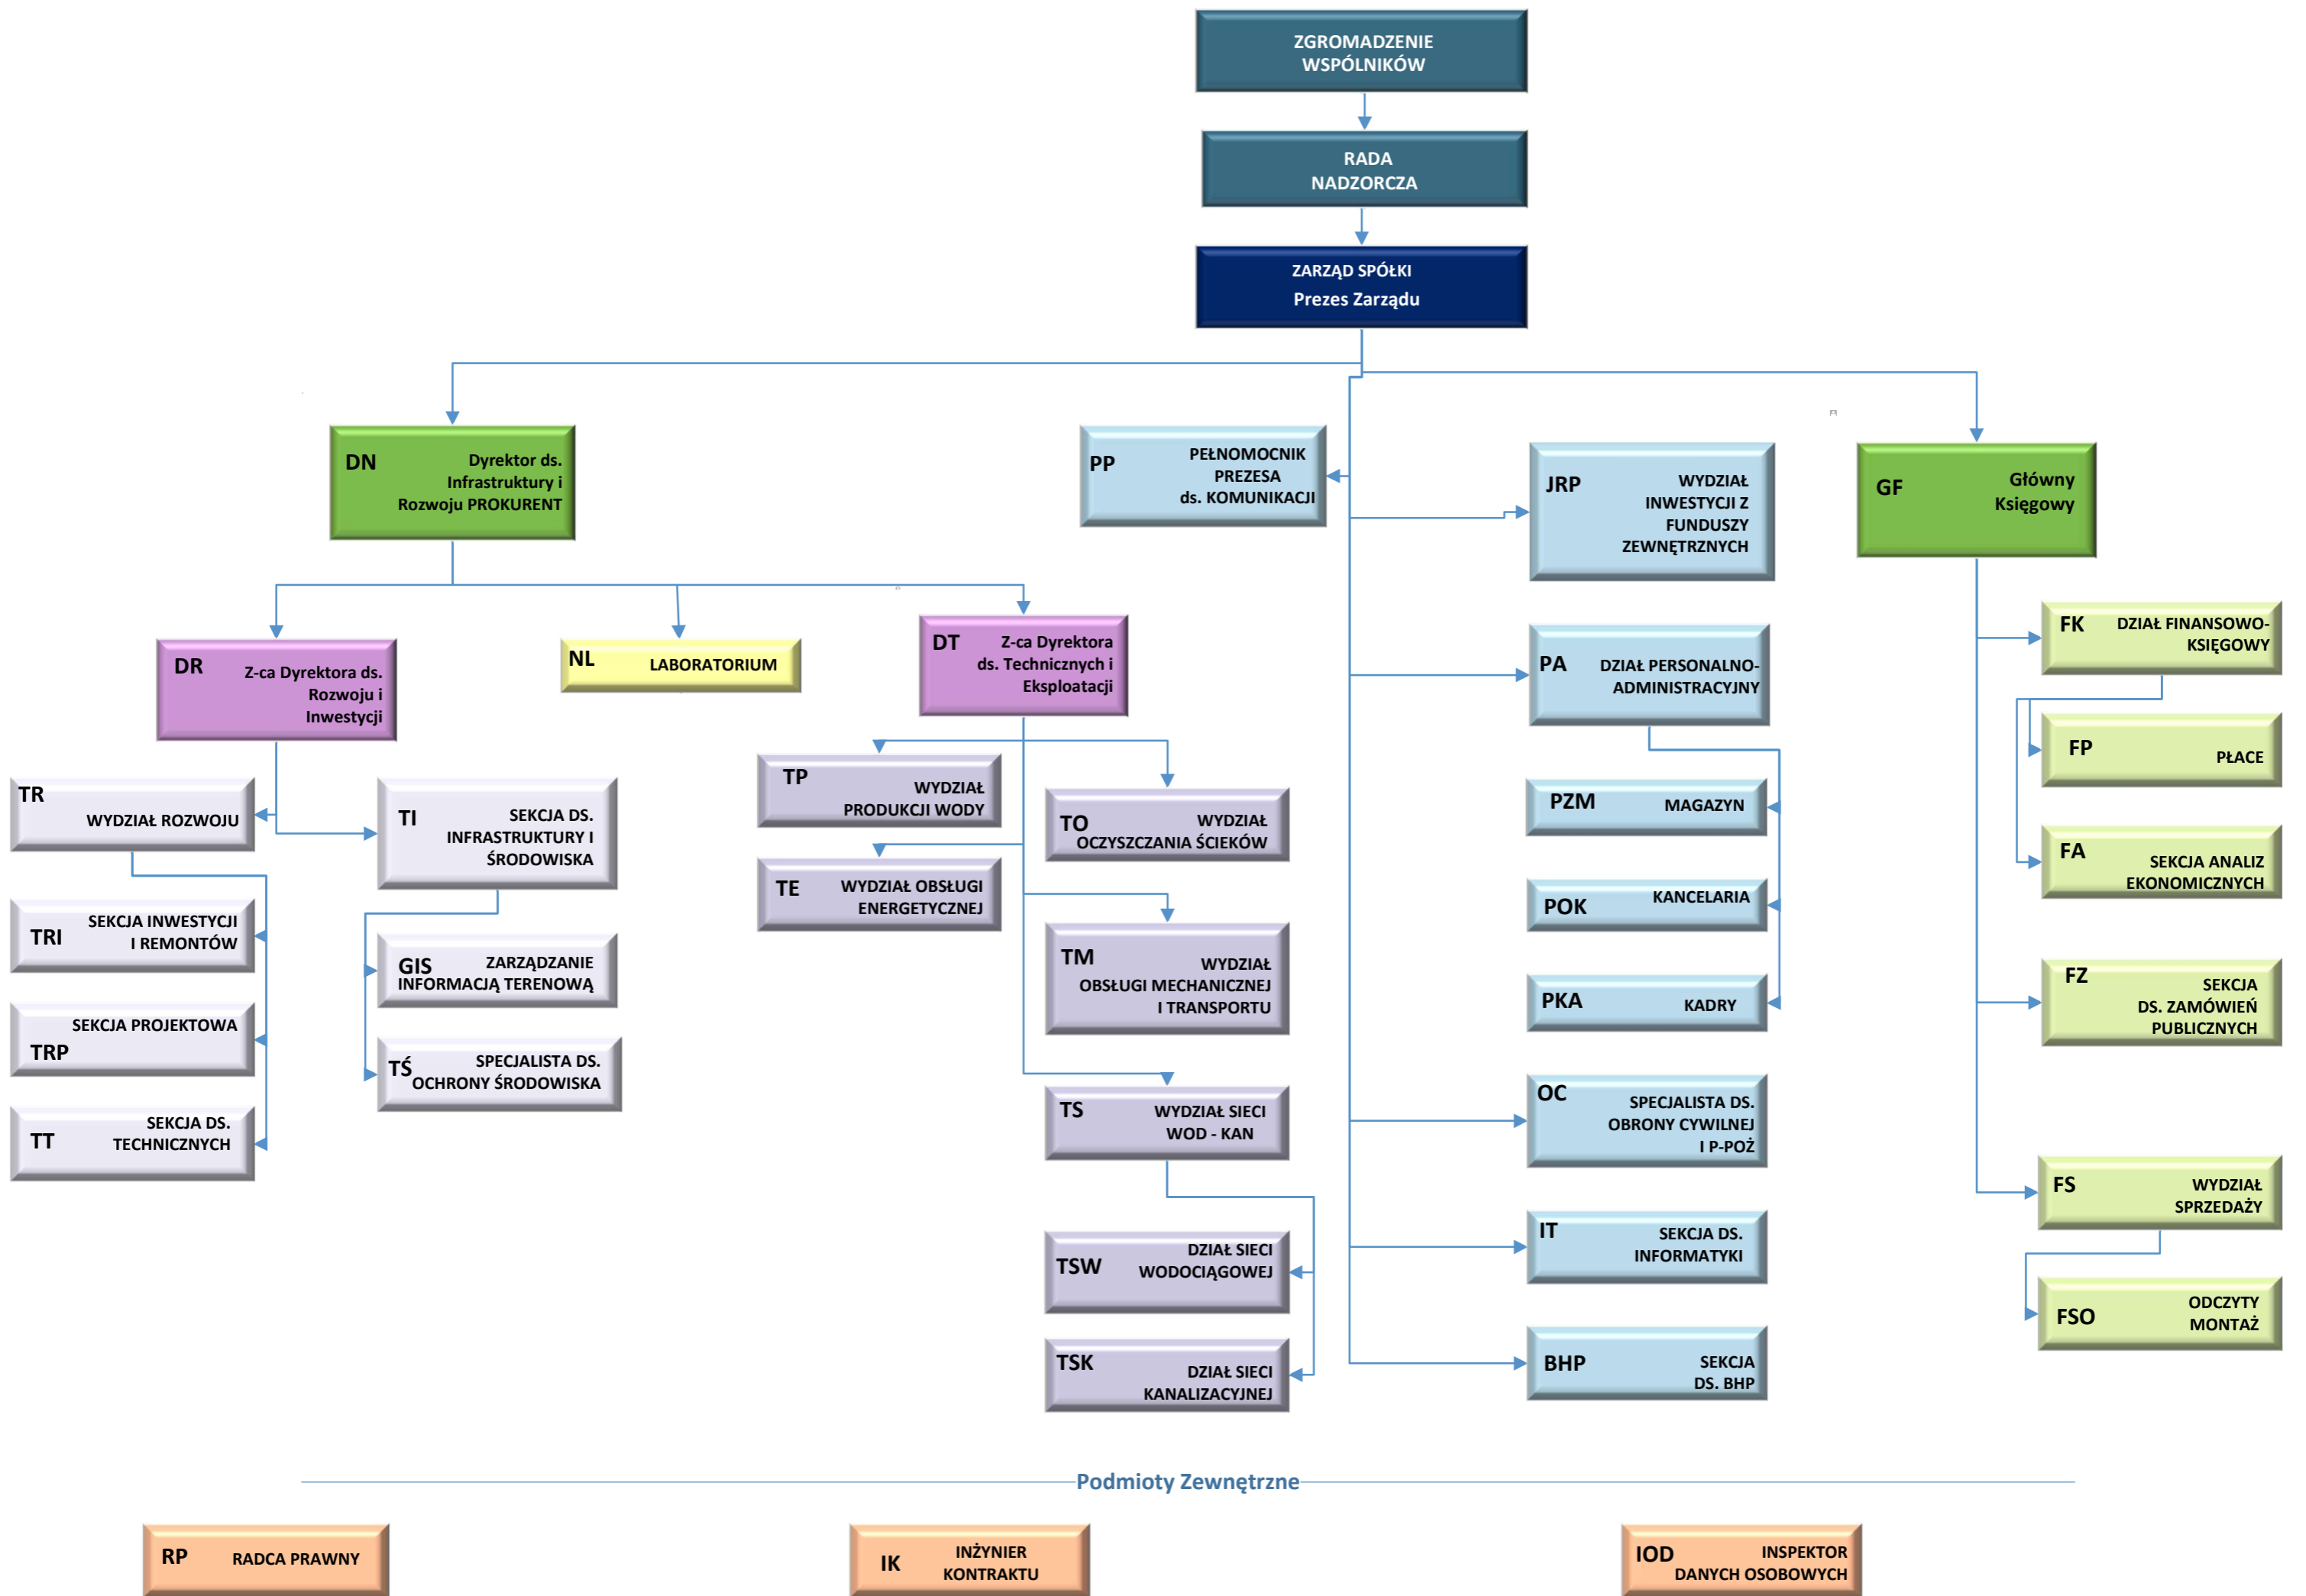 ZGROMADZENIE
WSPÓLNIKÓW
RADA
NADZORCZA
ZARZĄD SPÓŁKI
Prezes Zarządu
DN
Dyrektor ds.
Infrastruktury i
Rozwoju PROKURENT
PP
PEŁNOMOCNIK
PREZESA
ds. KOMUNIKACJI
JRP
WYDZIAŁ
INWESTYCJI Z
FUNDUSZY
ZEWNĘTRZNYCH
GF
Główny
Księgowy
DR
Z-ca Dyrektora ds.
Rozwoju i
Inwestycji
NL
LABORATORIUM
DT
Z-ca Dyrektora
ds. Technicznych i
Eksploatacji
PA
DZIAŁ PERSONALNO-
ADMINISTRACYJNY
FK
DZIAŁ FINANSOWO-
KSIĘGOWY
FP
PŁACE
FA
SEKCJA ANALIZ
EKONOMICZNYCH
TR
WYDZIAŁ ROZWOJU
TI
SEKCJA DS.
INFRASTRUKTURY I
ŚRODOWISKA
TP
WYDZIAŁ
PRODUKCJI WODY
TO
WYDZIAŁ
OCZYSZCZANIA ŚCIEKÓW
TE
WYDZIAŁ OBSŁUGI
ENERGETYCZNEJ
PZM
MAGAZYN
POK
KANCELARIA
PKA
KADRY
TRI
SEKCJA INWESTYCJI
I REMONTÓW
GIS
ZARZĄDZANIE
INFORMACJĄ TERENOWĄ
TM
WYDZIAŁ
OBSŁUGI MECHANICZNEJ
I TRANSPORTU
FZ
SEKCJA
DS. ZAMÓWIEŃ
PUBLICZNYCH
SEKCJA PROJEKTOWA
TRP
TŚ
SPECJALISTA DS.
OCHRONY ŚRODOWISKA
TS
WYDZIAŁ SIECI
WOD - KAN
OC
SPECJALISTA DS.
OBRONY CYWILNEJ
I P-POŻ
TT
SEKCJA DS.
TECHNICZNYCH
FS
WYDZIAŁ
SPRZEDAŻY
TSW
DZIAŁ SIECI
WODOCIĄGOWEJ
IT
SEKCJA DS.
INFORMATYKI
FSO
ODCZYTY
MONTAŻ
TSK
DZIAŁ SIECI
KANALIZACYJNEJ
BHP
SEKCJA
DS. BHP
Podmioty Zewnętrzne
RP
RADCA PRAWNY
IK
INŻYNIER
KONTRAKTU
IOD
INSPEKTOR
DANYCH OSOBOWYCH